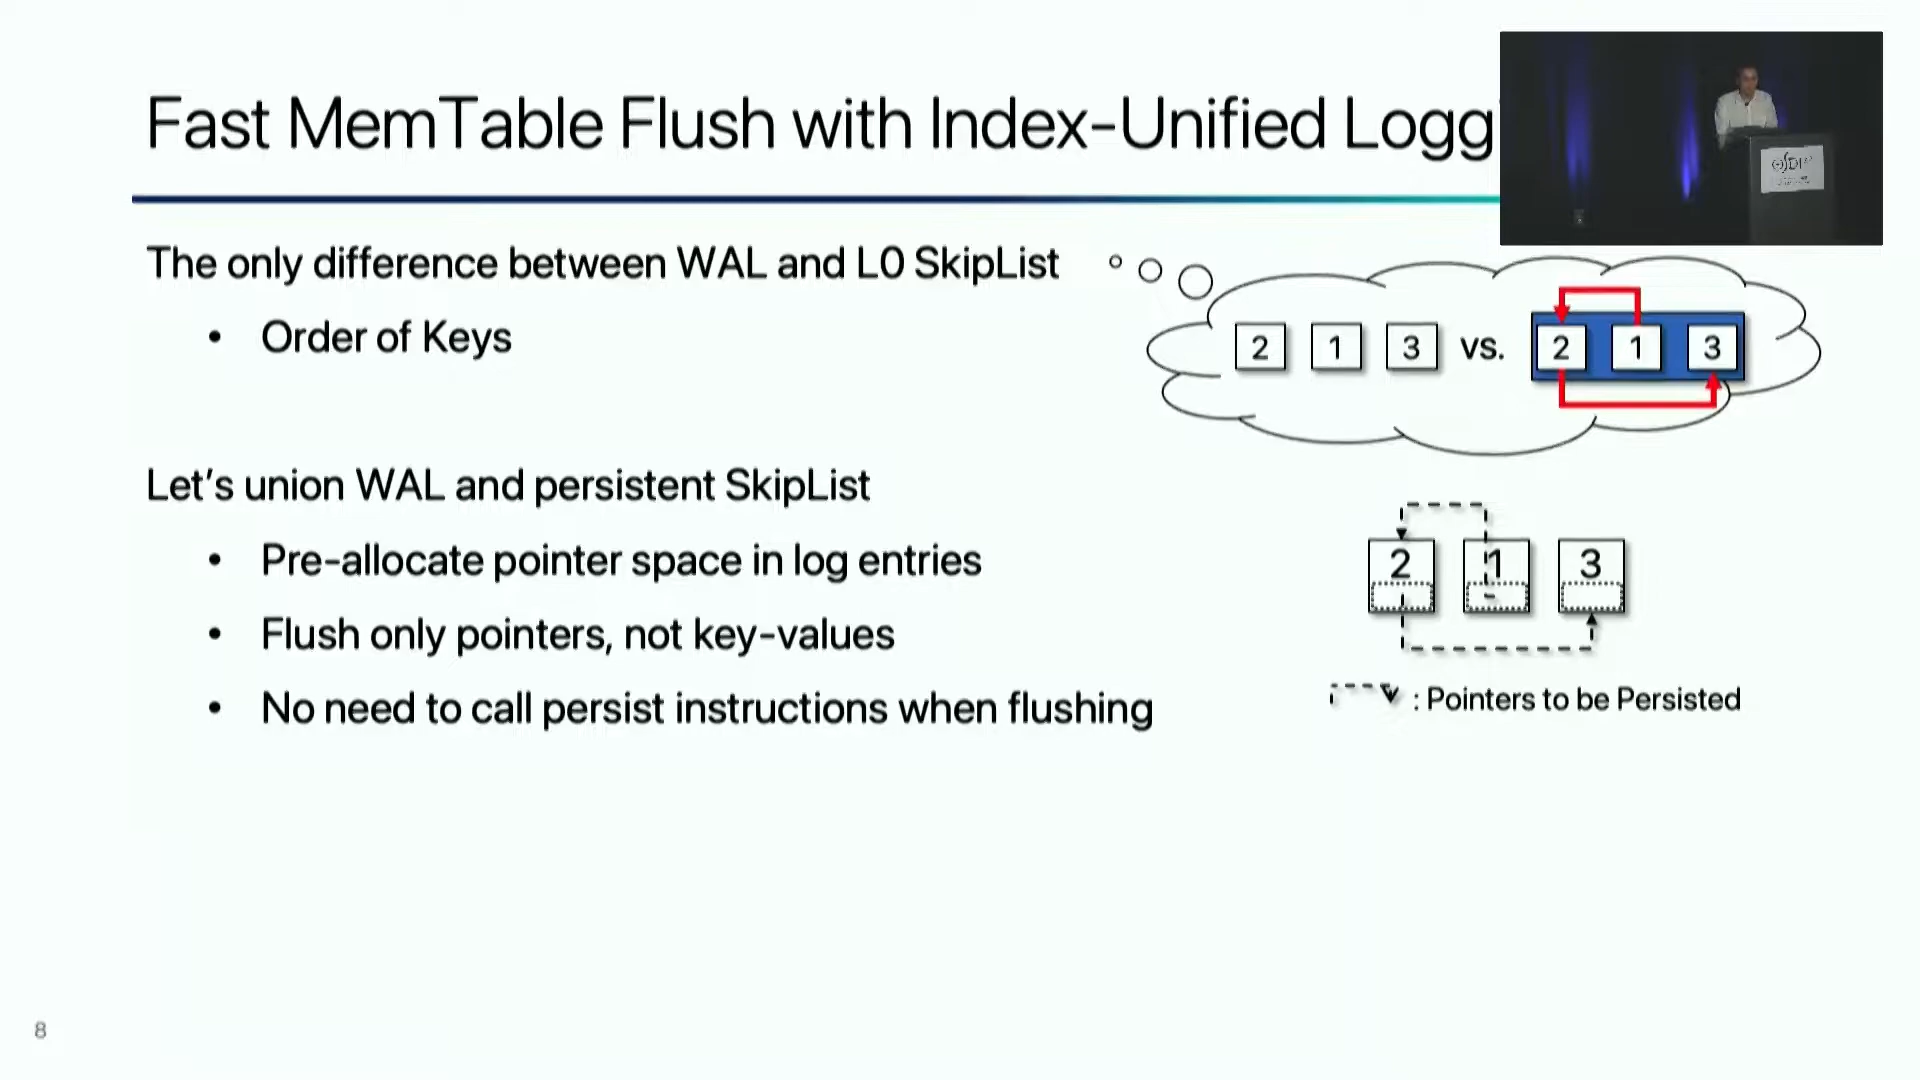 Fast MemTable Flush with Index-Unified Logg
The only difference between WAL and L0 SkipList
• Order of Keys
2 1 3 vs. 2 1 3
Let's union WAL and persistent SkipList
• Pre-allocate pointer space in log entries
• Flush only pointers, not key-values
• No need to call persist instructions when flushing
2 1 3
: Pointers to be Persisted
8